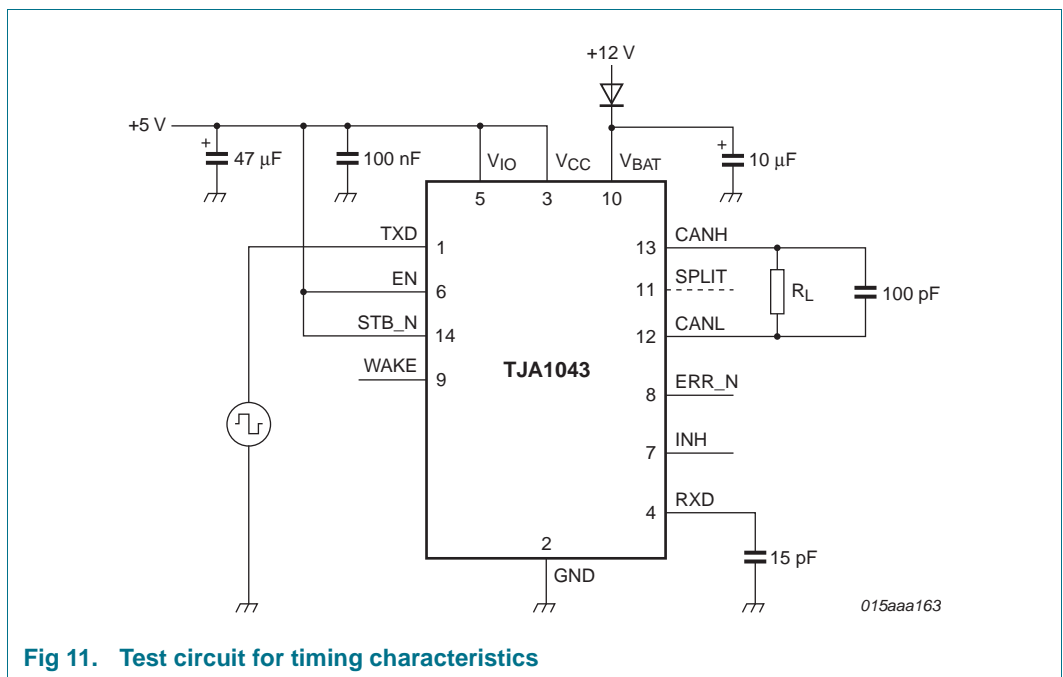 +12 V
+5 V
+
47 μF
100 nF
VIO
VCC
VBAT
+
10 μF
5
3
10
TXD
1
13
CANH
EN
6
11
SPLIT
RL
100 pF
STB_N
14
12
CANL
WAKE
9
TJA1043
8
ERR_N
7
INH
4
RXD
2
GND
15 pF
015aaa163
Fig 11. Test circuit for timing characteristics